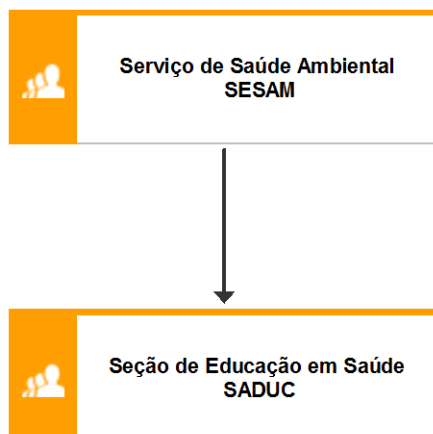 Serviço de Saúde Ambiental
SESAM
Seção de Educação em Saúde
SADUC